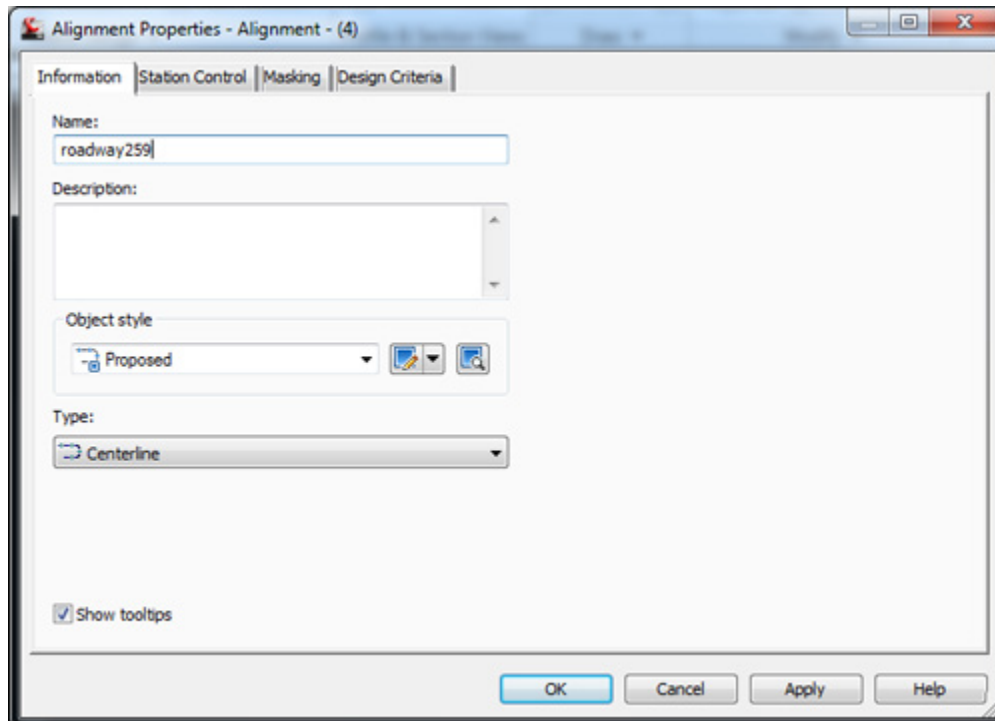 Alignment Properties - Alignment - (4)
Information Station Control Masking Design Criteria
Name:
roadway259
Description:
Object style
Proposed
Type:
Centerline
Show tooltips
OK Cancel Apply Help